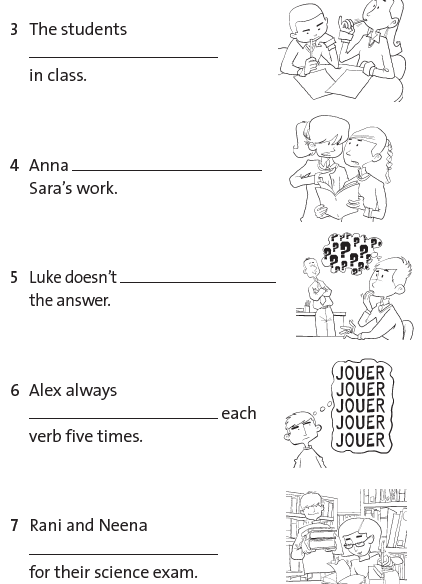 3 The students
in class.
4 Anna
Sara's work.
5 Luke doesn't
the answer.
JOUER
JOUER
JOUER
JOUER
JOUER
6 Alex always
each
verb five times.
7 Rani and Neena
for their science exam.